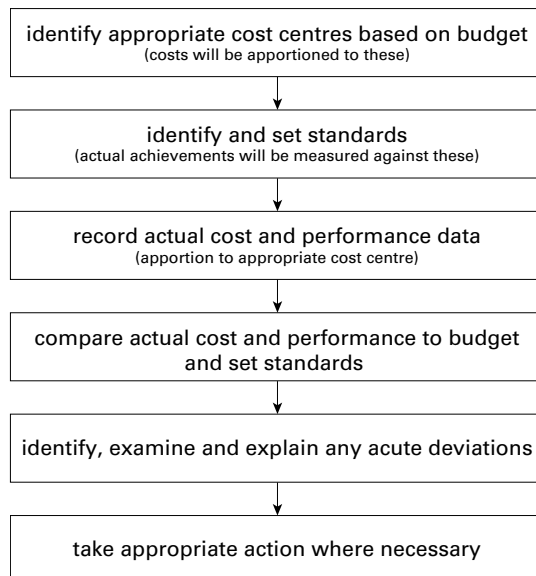 identify appropriate cost centres based on budget
(costs will be apportioned to these)
identify and set standards
(actual achievements will be measured against these)
record actual cost and performance data
(apportion to appropriate cost centre)
compare actual cost and performance to budget
and set standards
identify, examine and explain any acute deviations
take appropriate action where necessary